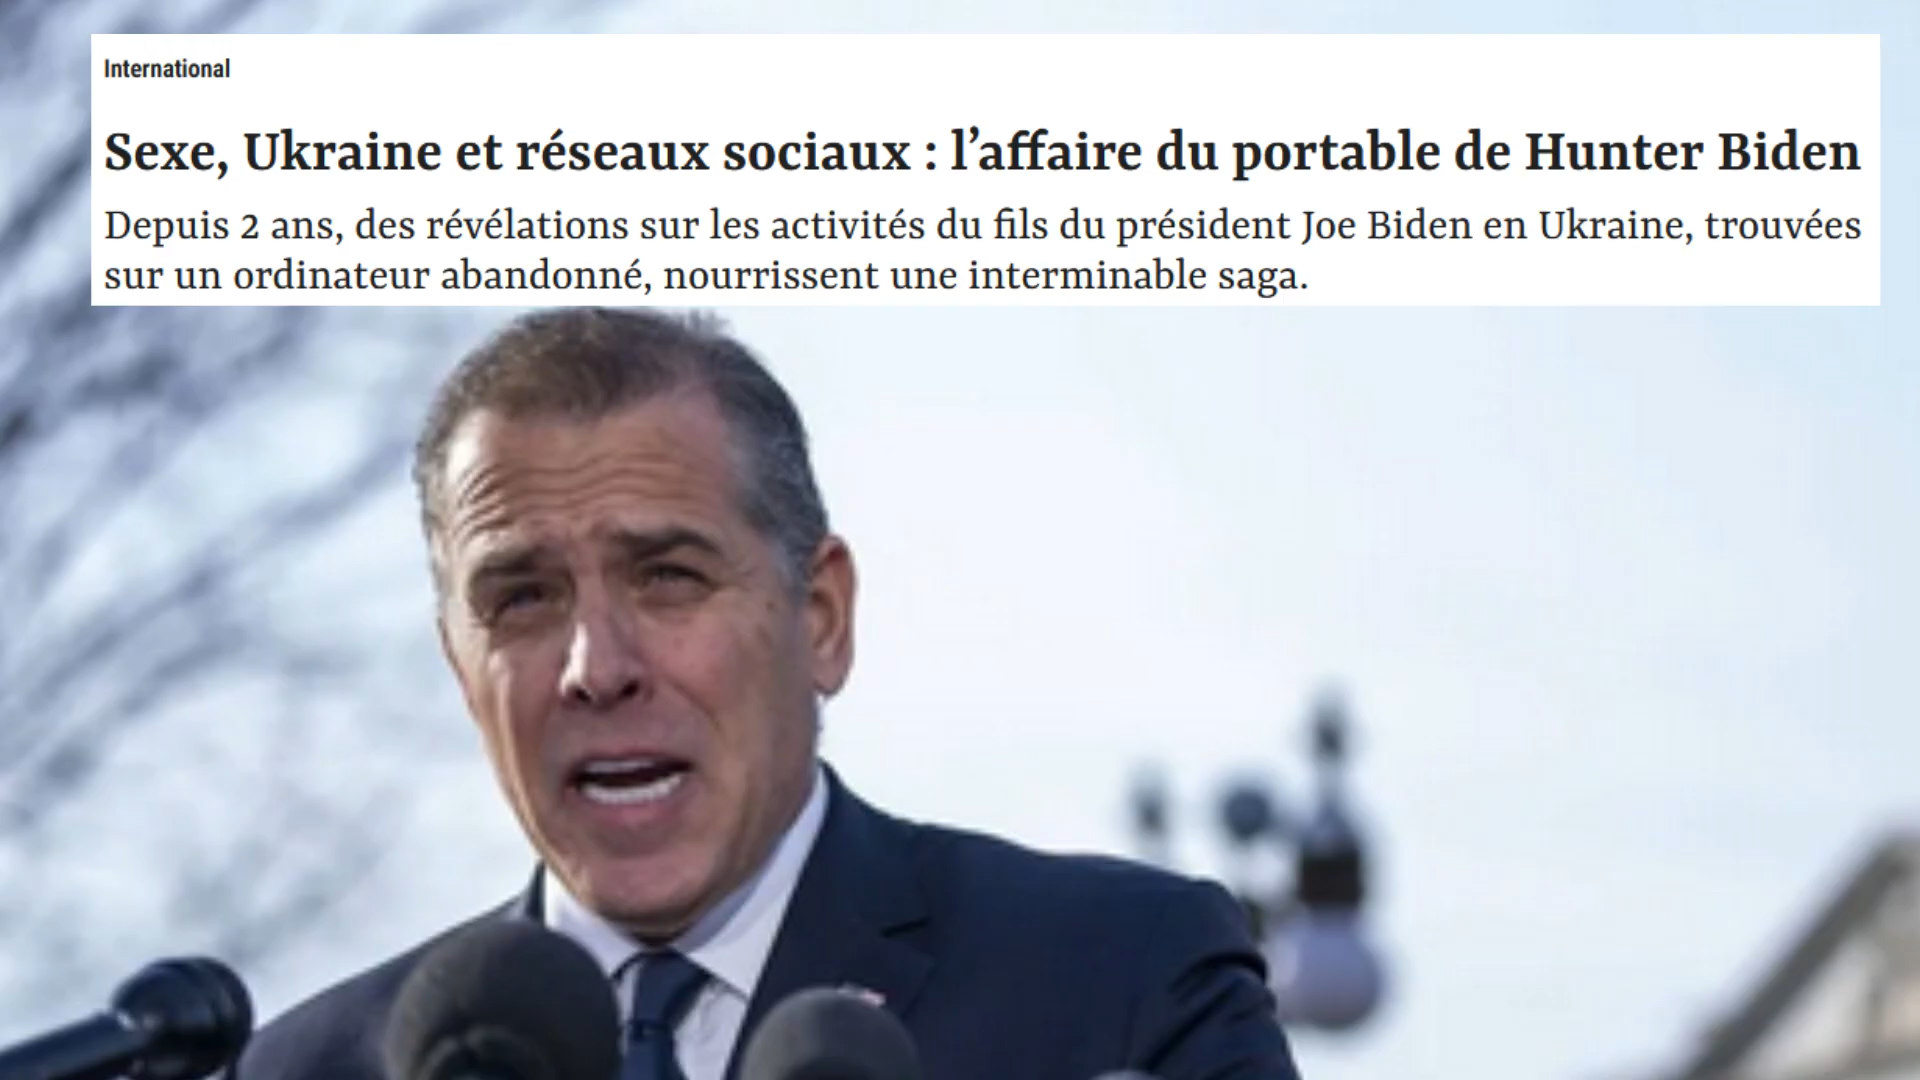 International
Sexe, Ukraine et réseaux sociaux : l’affaire du portable de Hunter Biden
Depuis 2 ans, des révélations sur les activités du fils du président Joe Biden en Ukraine, trouvées
sur un ordinateur abandonné, nourrissent une interminable saga.